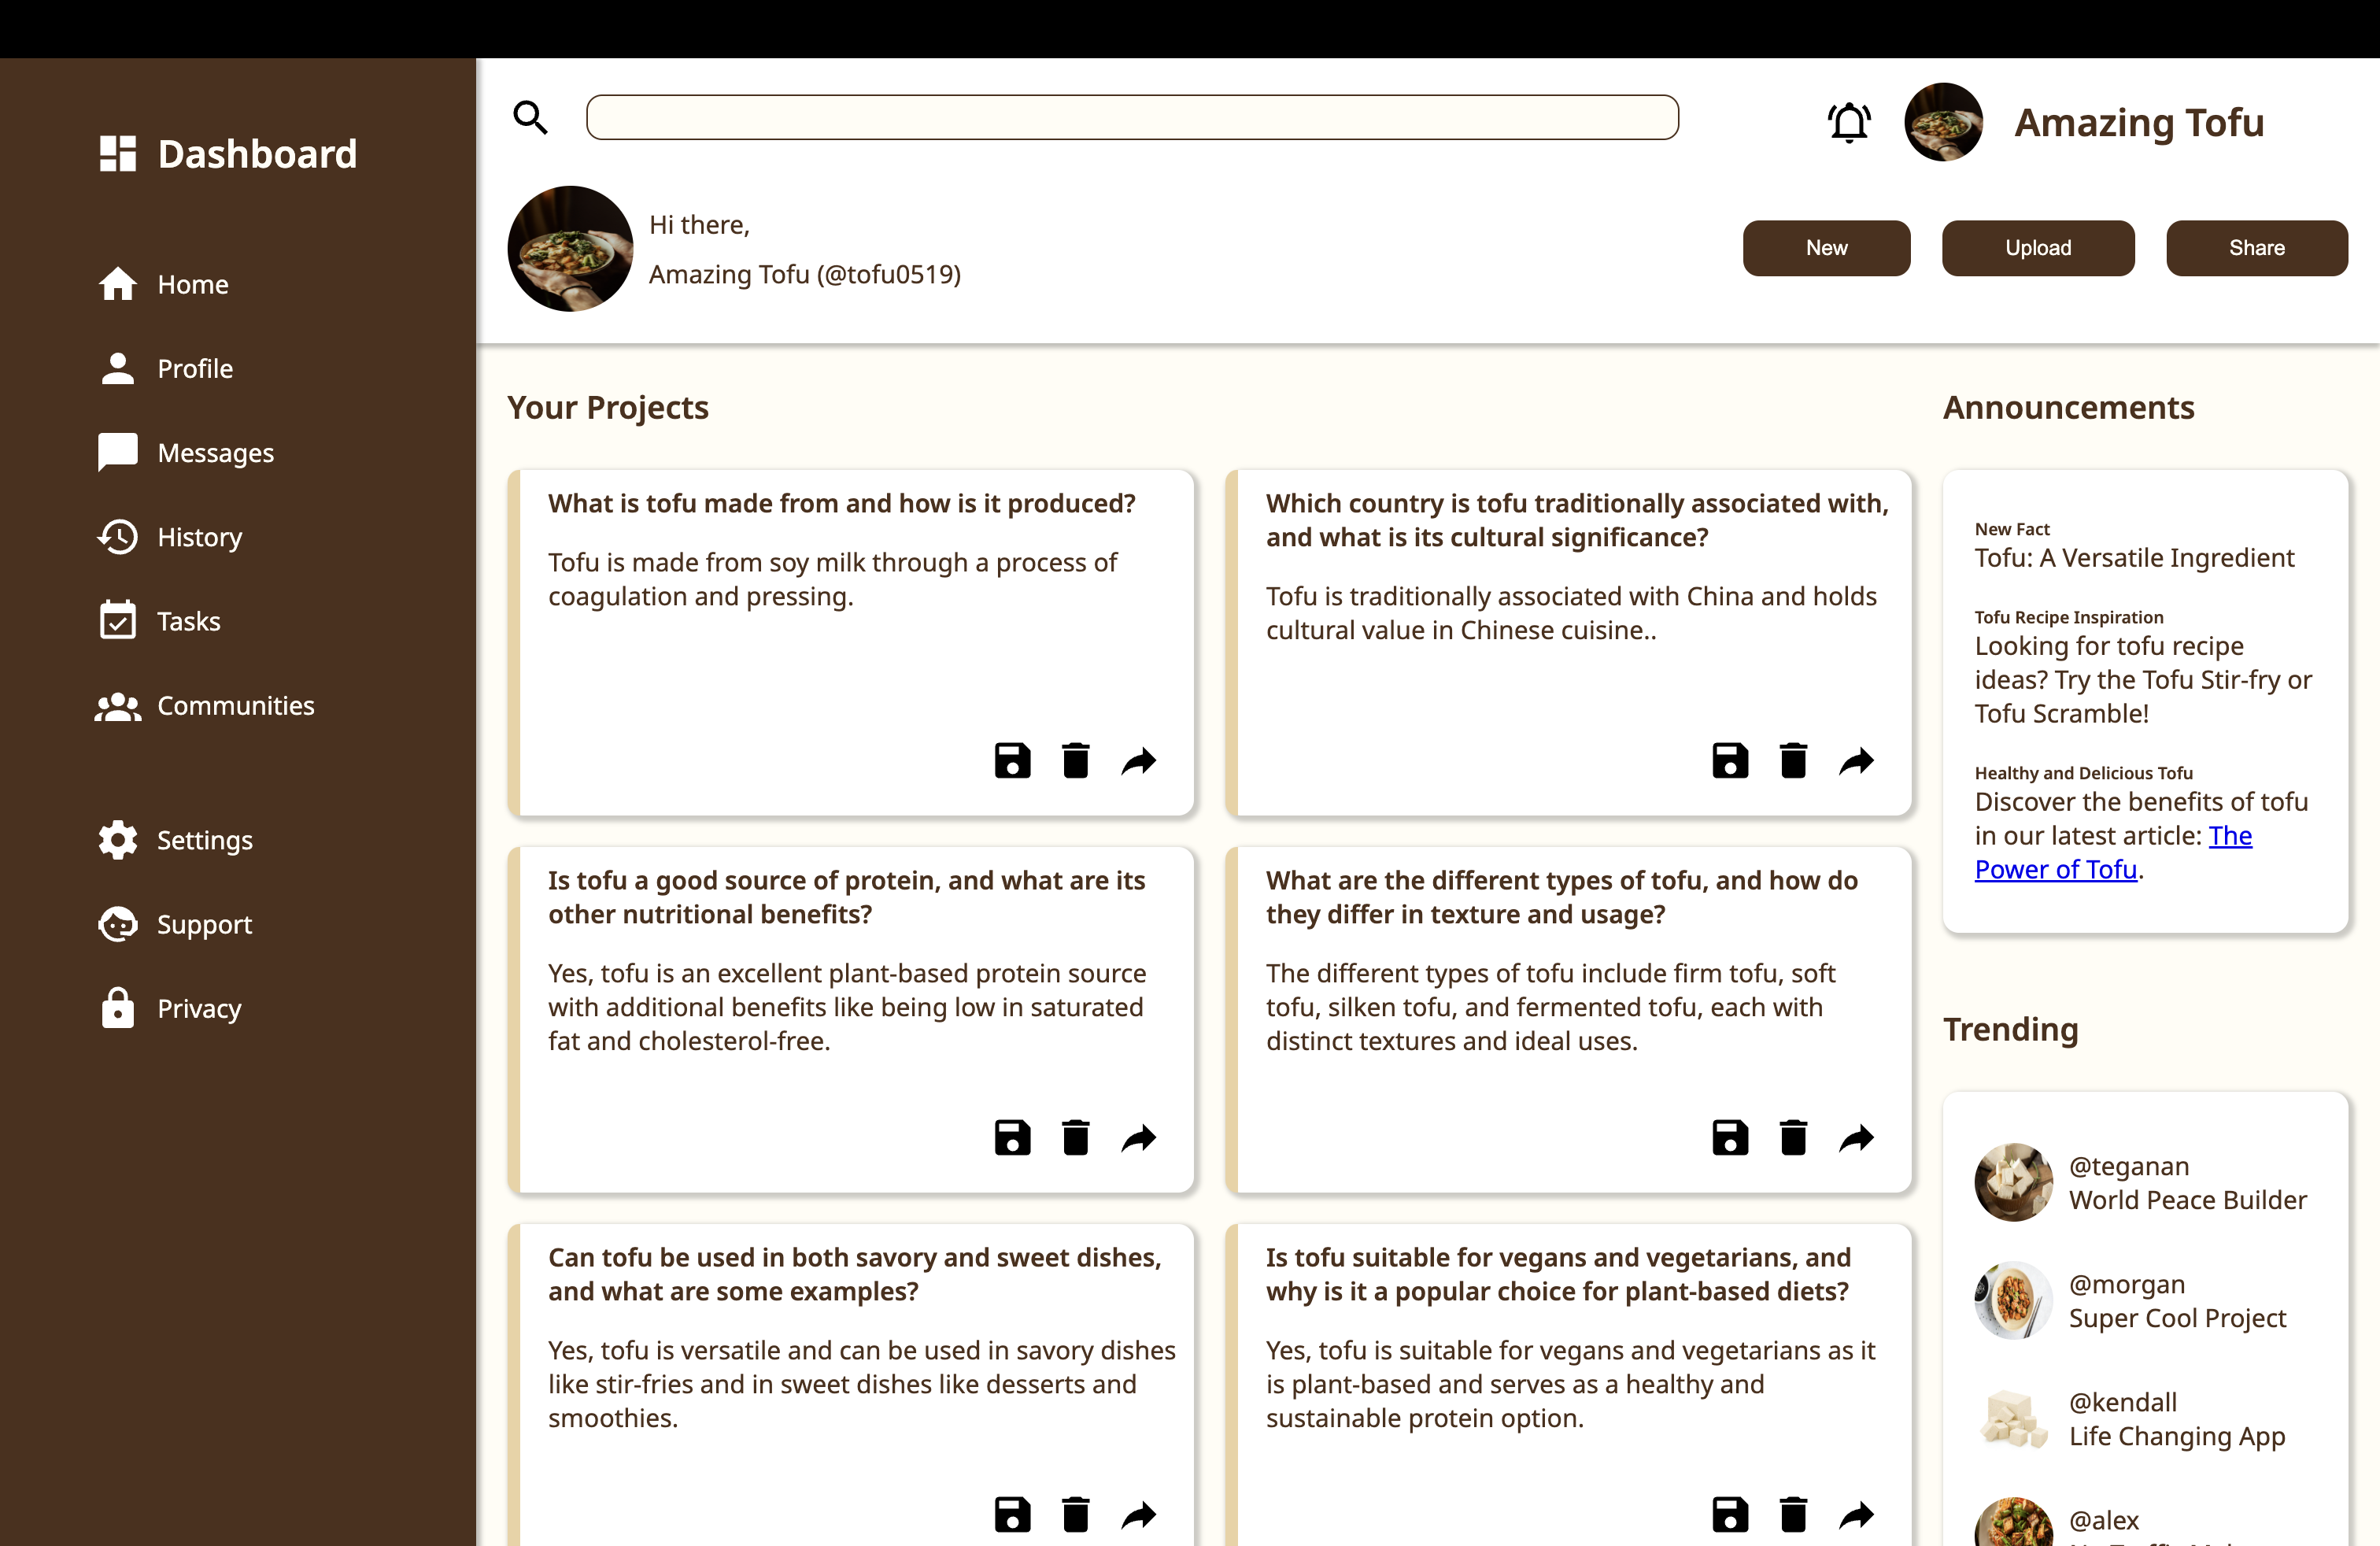 Dashboard
Home
Profile
Messages
History
Tasks
Communities
Settings
Support
Privacy
Amazing Tofu
Hi there,
Amazing Tofu (@tofu0519)
New
Upload
Share
Your Projects
What is tofu made from and how is it produced?
Tofu is made from soy milk through a process of
coagulation and pressing.
Which country is tofu traditionally associated with,
and what is its cultural significance?
Tofu is traditionally associated with China and holds
cultural value in Chinese cuisine..
Is tofu a good source of protein, and what are its
other nutritional benefits?
Yes, tofu is an excellent plant-based protein source
with additional benefits like being low in saturated
fat and cholesterol-free.
What are the different types of tofu, and how do
they differ in texture and usage?
The different types of tofu include firm tofu, soft
tofu, silken tofu, and fermented tofu, each with
distinct textures and ideal uses.
Can tofu be used in both savory and sweet dishes,
and what are some examples?
Yes, tofu is versatile and can be used in savory dishes
like stir-fries and in sweet dishes like desserts and
smoothies.
Is tofu suitable for vegans and vegetarians, and
why is it a popular choice for plant-based diets?
Yes, tofu is suitable for vegans and vegetarians as it
is plant-based and serves as a healthy and
sustainable protein option.
Announcements
New Fact
Tofu: A Versatile Ingredient
Tofu Recipe Inspiration
Looking for tofu recipe
ideas? Try the Tofu Stir-fry or
Tofu Scramble!
Healthy and Delicious Tofu
Discover the benefits of tofu
in our latest article: The
Power of Tofu.
Trending
@teganan
World Peace Builder
@morgan
Super Cool Project
@kendall
Life Changing App
@alex